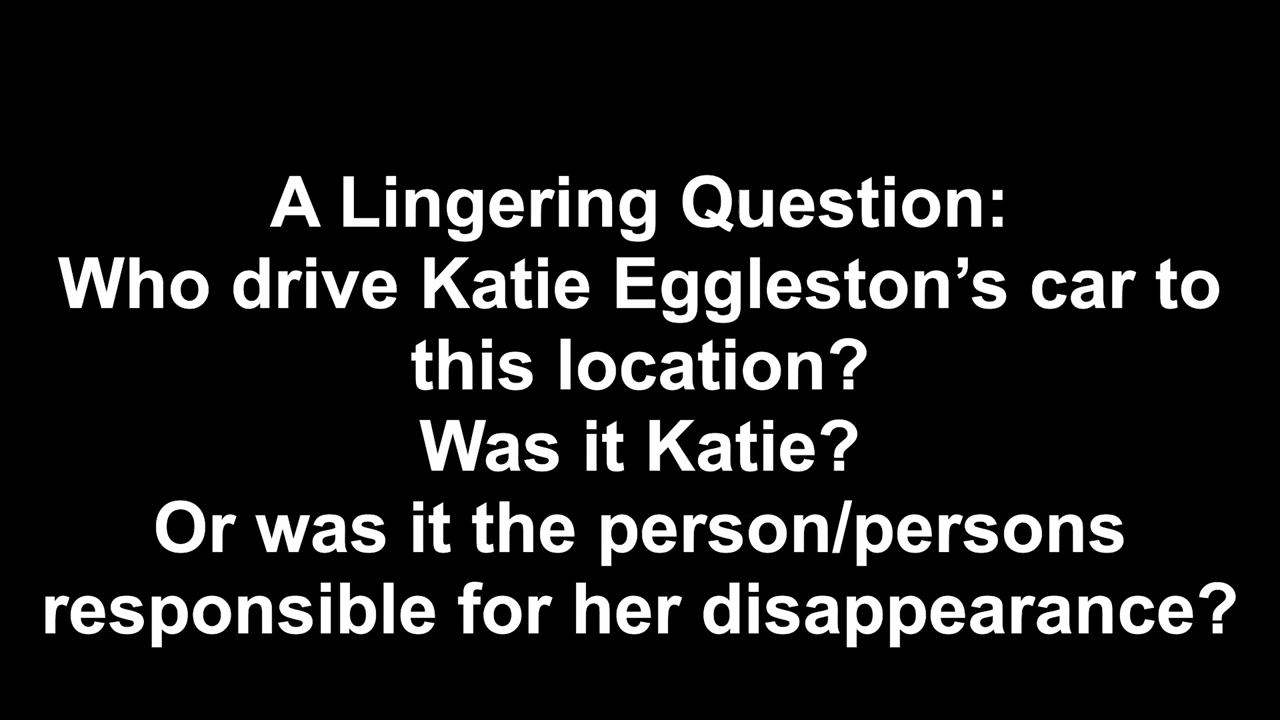 A Lingering Question:
Who drive Katie Eggleston’s car to
this location?
Was it Katie?
Or was it the person/persons
responsible for her disappearance?